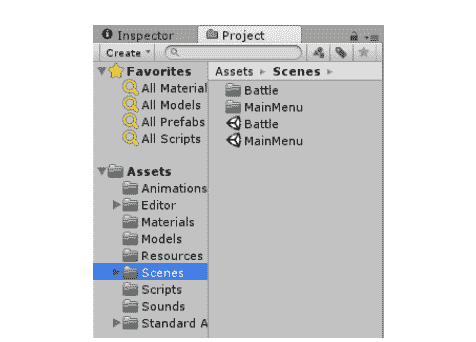 Inspector
Project
Create
Favorites
All Material
All Models
All Prefabs
All Scripts
Assets
Animations
Editor
Materials
Models
Resources
Scenes
Scripts
Sounds
Standard A
Assets Scenes
Battle
MainMenu
Battle
MainMenu